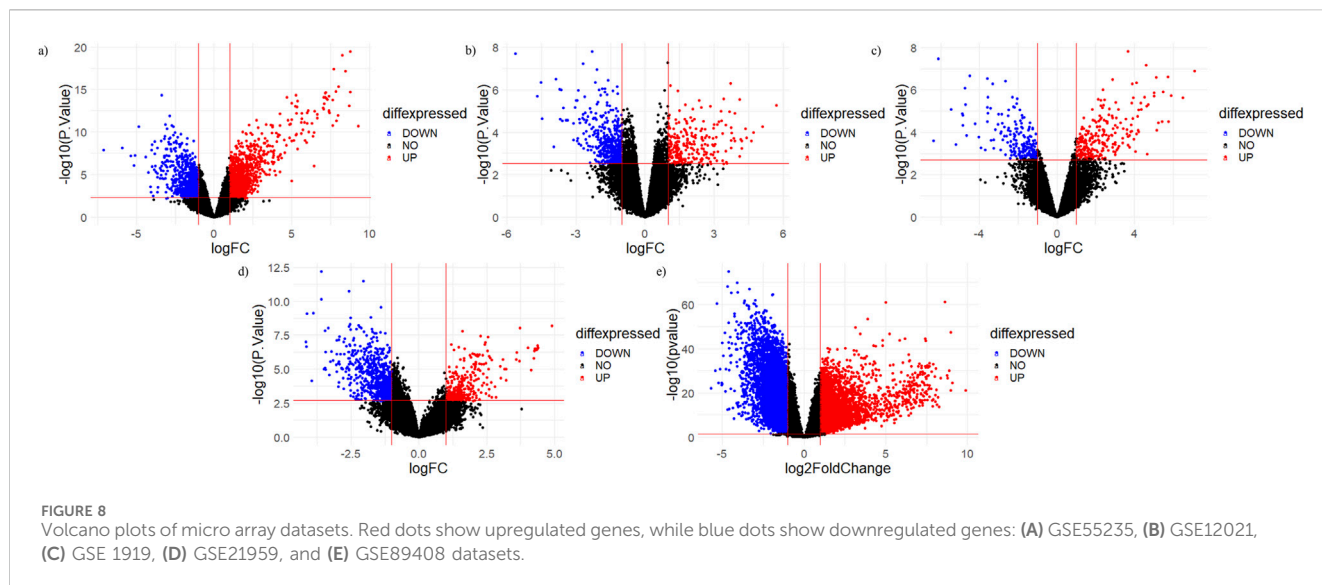 a)
20
15
10
5
0
-log10(P.Value)
-5
0
5
10
logFC
diffexpressed
DOWN
NO
UP
b)
8
6
4
2
0
-log10(P.Value)
-6
-3
0
3
6
logFC
diffexpressed
DOWN
NO
UP
c)
8
6
4
2
0
-log10(P.Value)
-4
0
4
logFC
diffexpressed
DOWN
NO
UP
d)
12.5
10.0
7.5
5.0
2.5
0.0
-log10(P.Value)
-2.5
0.0
2.5
5.0
logFC
diffexpressed
DOWN
NO
UP
e)
60
40
20
0
-log10(pvalue)
-5
0
5
10
log2FoldChange
diffexpressed
DOWN
NO
UP
FIGURE 8
Volcano plots of micro array datasets. Red dots show upregulated genes, while blue dots show downregulated genes: (A) GSE55235, (B) GSE12021,
(C) GSE 1919, (D) GSE21959, and (E) GSE89408 datasets.